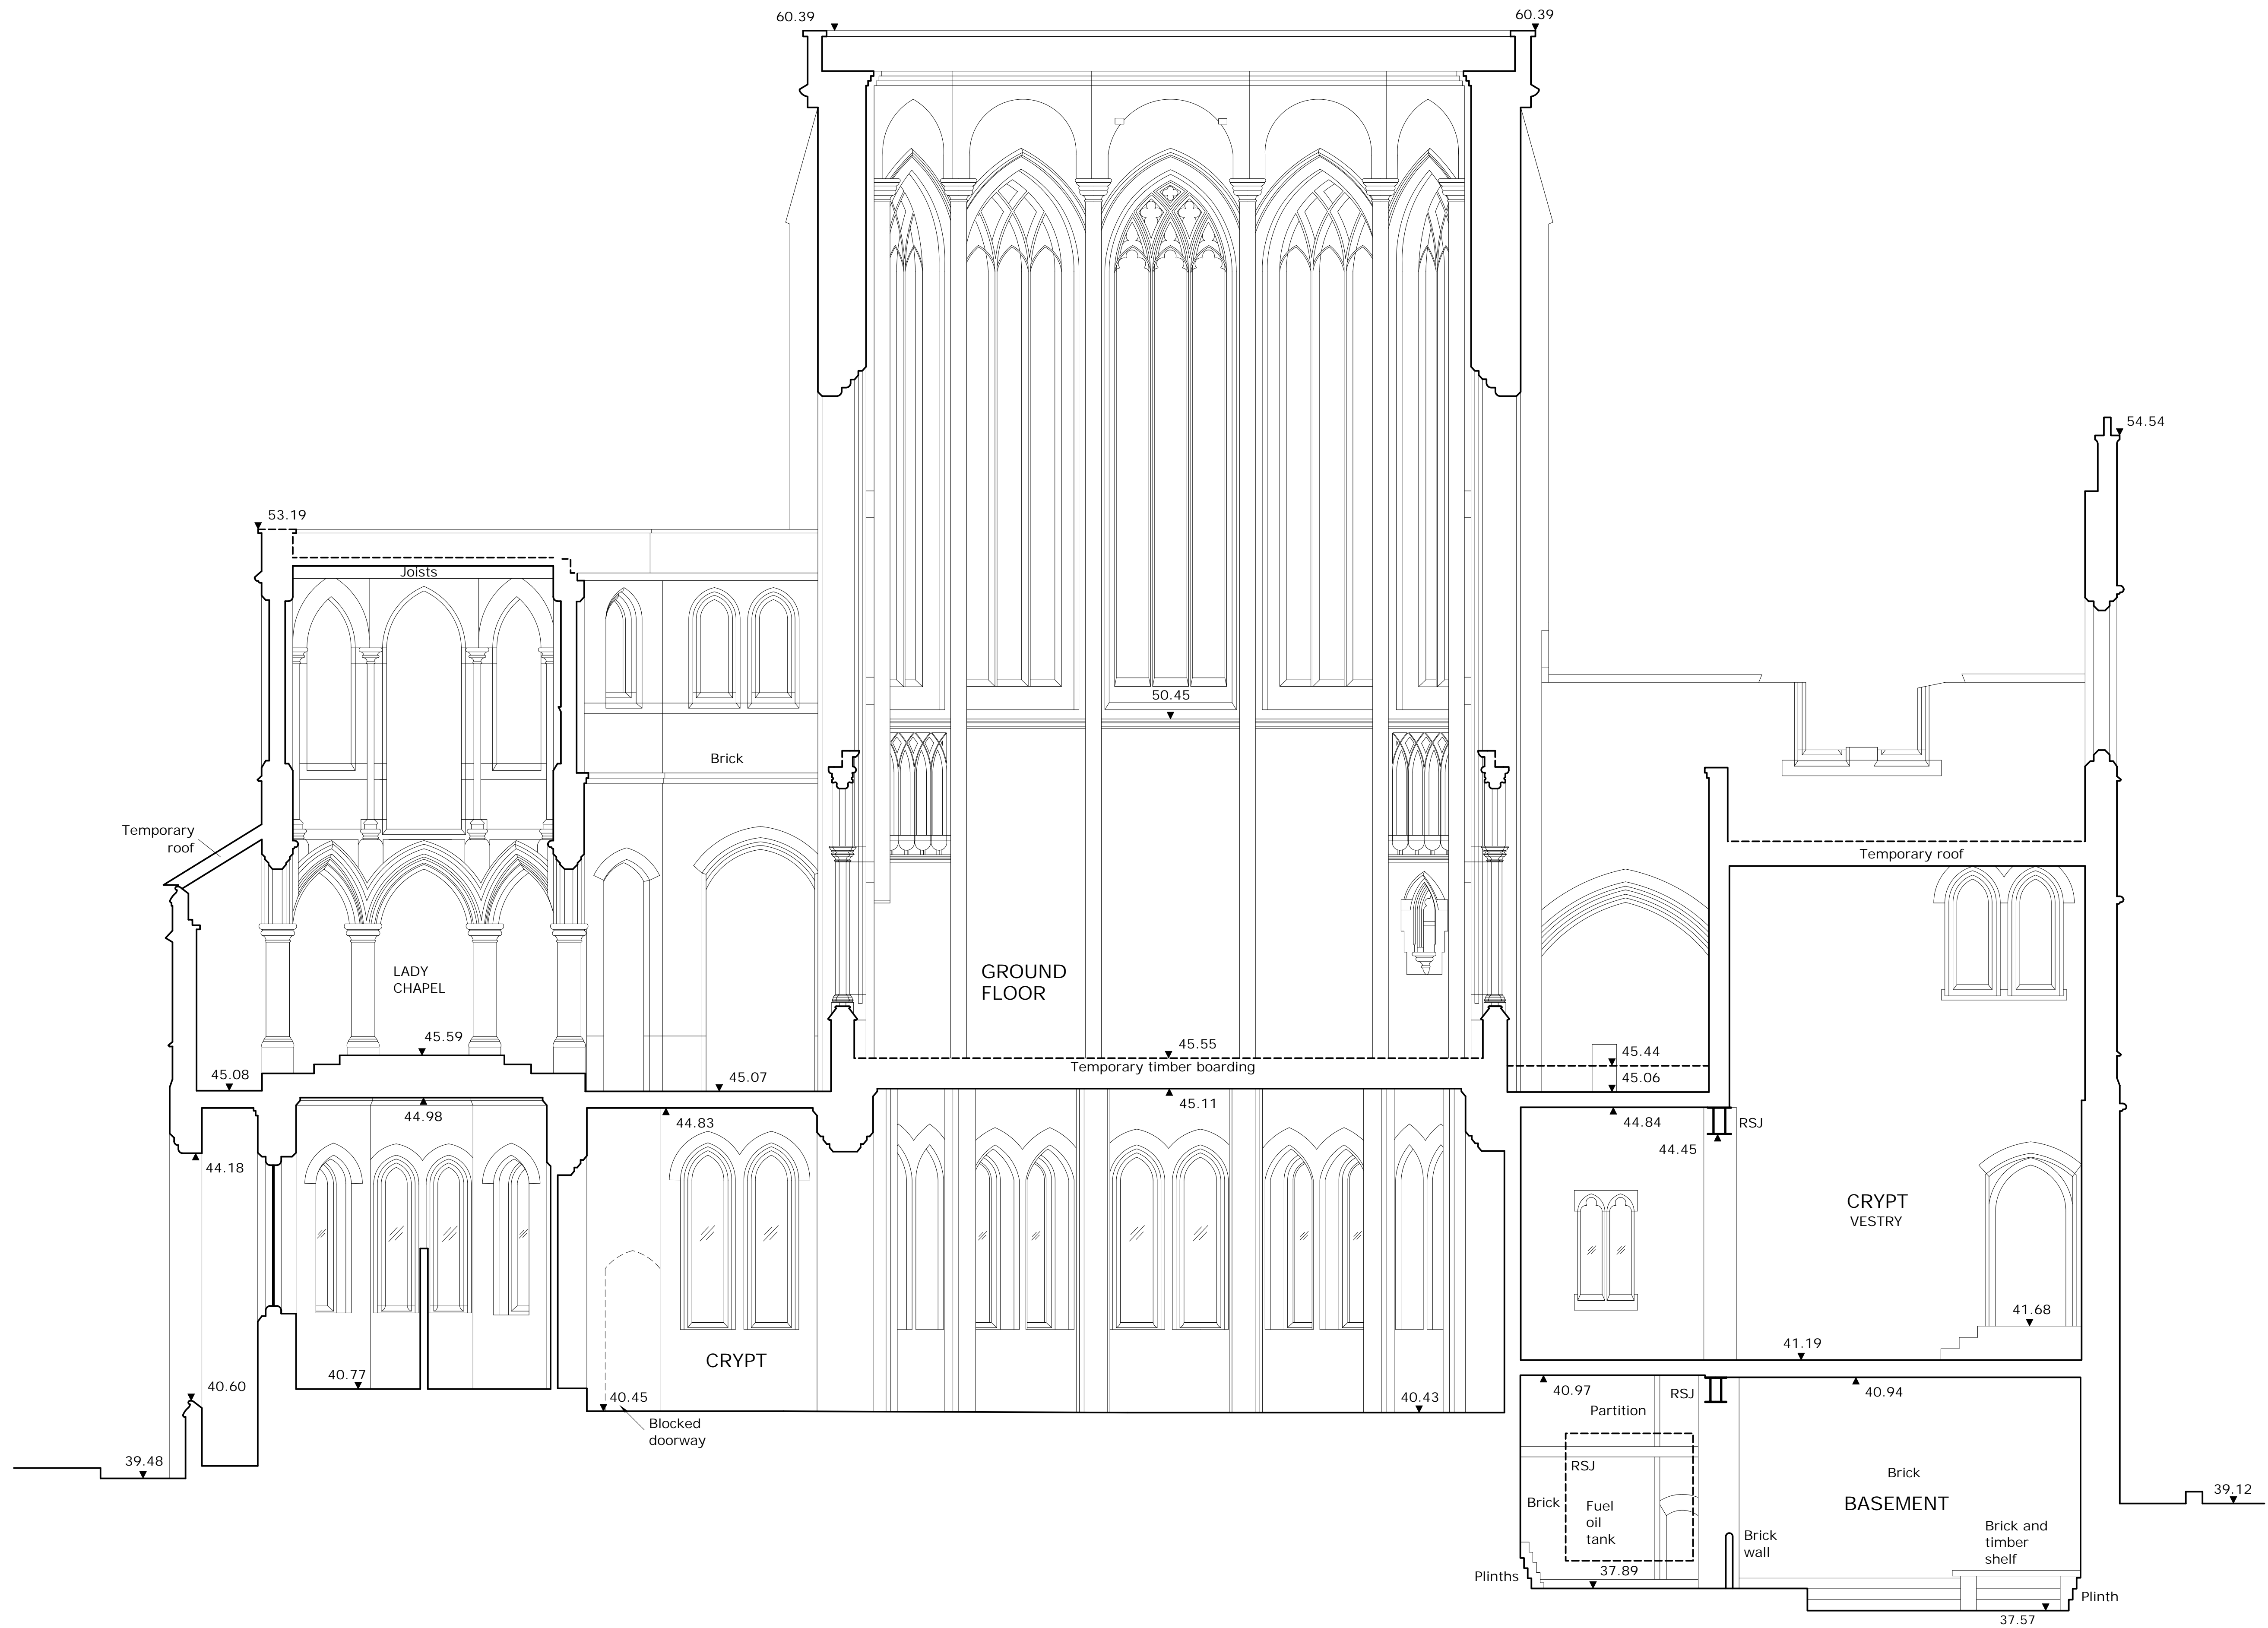 60.39
60.39
54.54
53.19
Joists
50.45
Brick
Temporary
roof
Temporary roof
LADY
CHAPEL
GROUND
FLOOR
45.59
45.55
45.44
45.08
45.07
Temporary timber boarding
45.06
44.98
44.83
45.11
44.84
RSJ
44.45
44.18
CRYPT
VESTRY
41.68
41.19
CRYPT
40.77
40.60
40.45
40.43
40.97
RSJ
40.94
Partition
Blocked
doorway
39.48
RSJ
Brick
39.12
Brick
Fuel
oil
tank
BASEMENT
Brick
wall
Brick and
timber
shelf
37.89
Plinths
Plinth
37.57